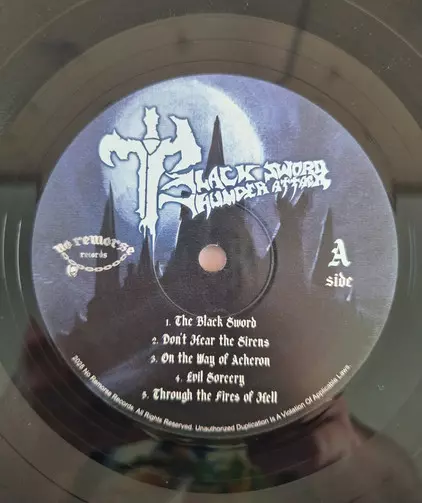 BLACK SWORD
THUNDER ATTACK
no remorse
records
A
side
1. The Black Sword
2. Don't Hear the Sirens
3. On the Way of Acheron
4. Evil Sorcery
5. Through the Fires of Hell
2025 No Remorse Records. All Rights Reserved. Unauthorized Duplication Is A Violation Of Applicable Laws.